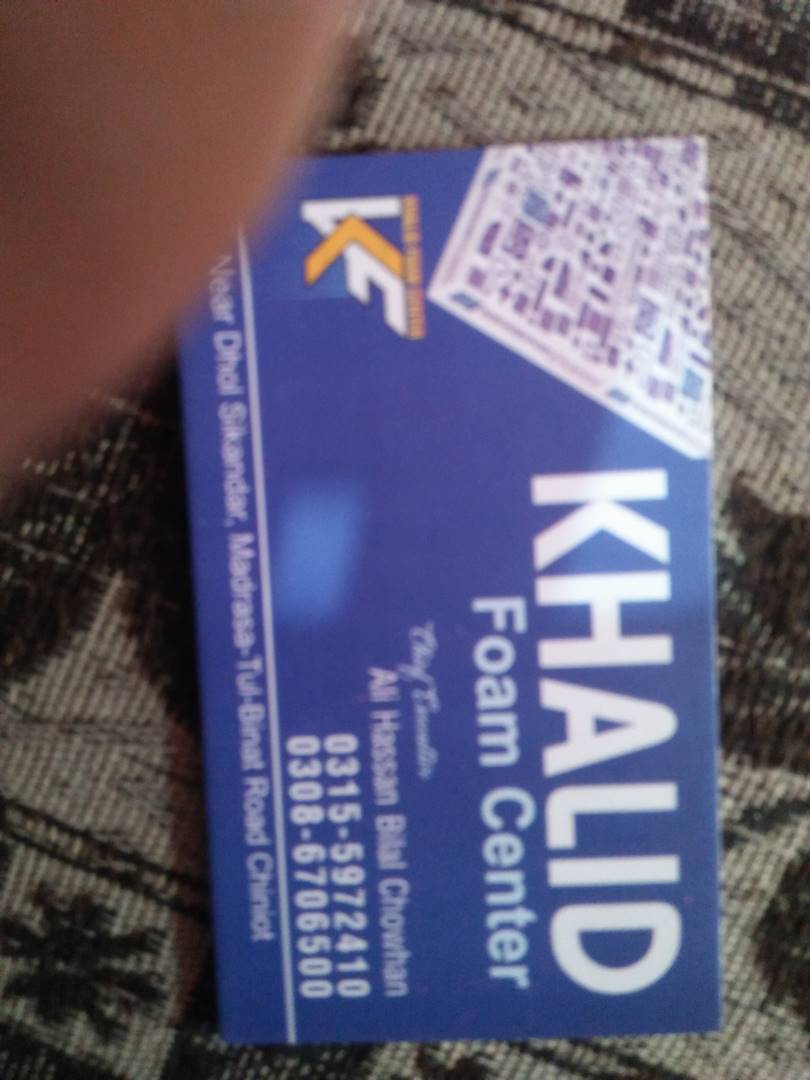 KHALID
Foam Center
Chief Executive
Ali Hassan Bilal Chowhan
0315-5972410
0308-6706500
Near Dhol Sikandar, Madrasa-Tul-Binat Road Chiniot